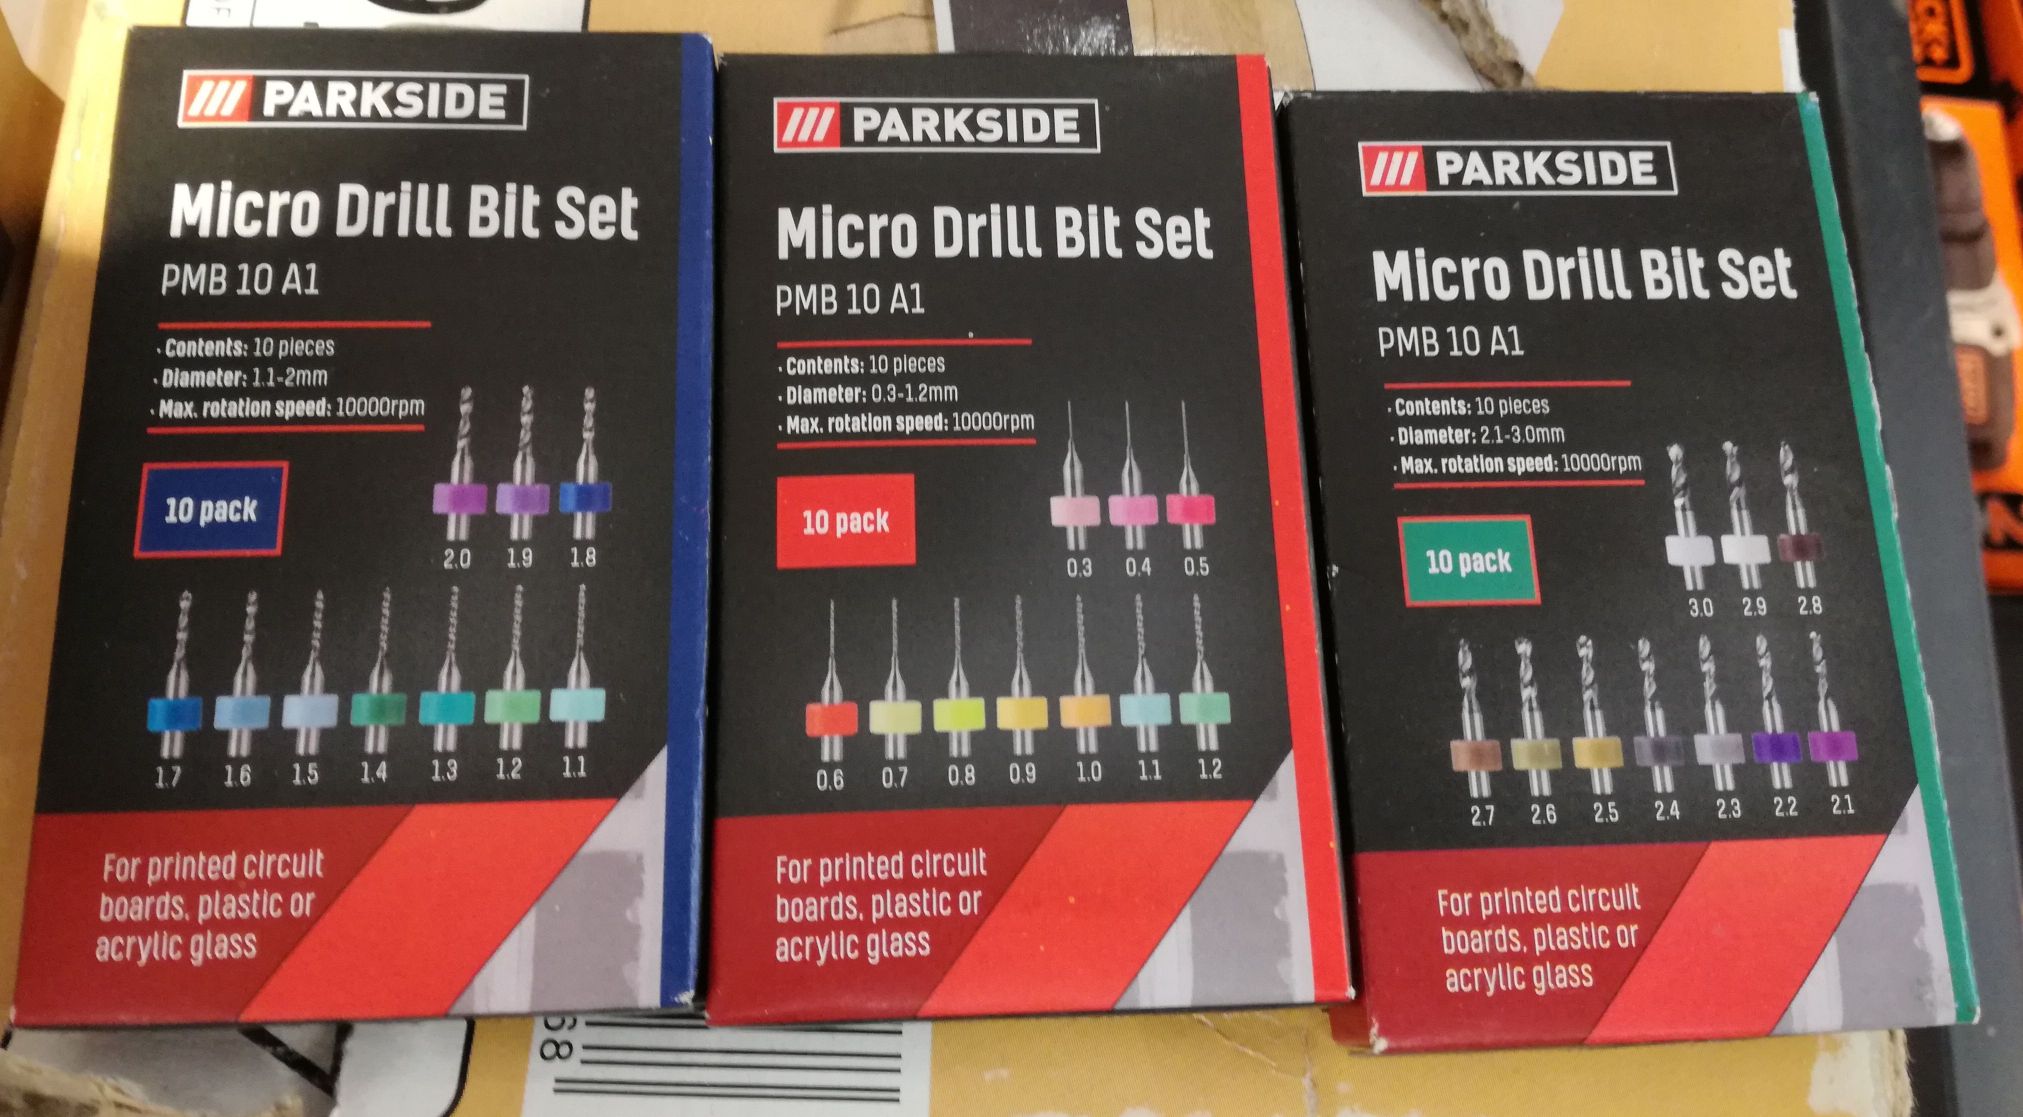 PARKSIDE
Micro Drill Bit Set
PMB 10 A1
· Contents: 10 pieces
· Diameter: 1.1-2mm
· Max. rotation speed: 10000rpm
10 pack
2.0 1.9 1.8
1.7 1.6 1.5 1.4 1.3 1.2 1.1
For printed circuit
boards, plastic or
acrylic glass
PARKSIDE
Micro Drill Bit Set
PMB 10 A1
· Contents: 10 pieces
· Diameter: 0.3-1.2mm
· Max. rotation speed: 10000rpm
10 pack
0.3 0.4 0.5
0.6 0.7 0.8 0.9 1.0 1.1 1.2
For printed circuit
boards, plastic or
acrylic glass
PARKSIDE
Micro Drill Bit Set
PMB 10 A1
· Contents: 10 pieces
· Diameter: 2.1-3.0mm
· Max. rotation speed: 10000rpm
10 pack
3.0 2.9 2.8
2.7 2.6 2.5 2.4 2.3 2.2 2.1
For printed circuit
boards, plastic or
acrylic glass